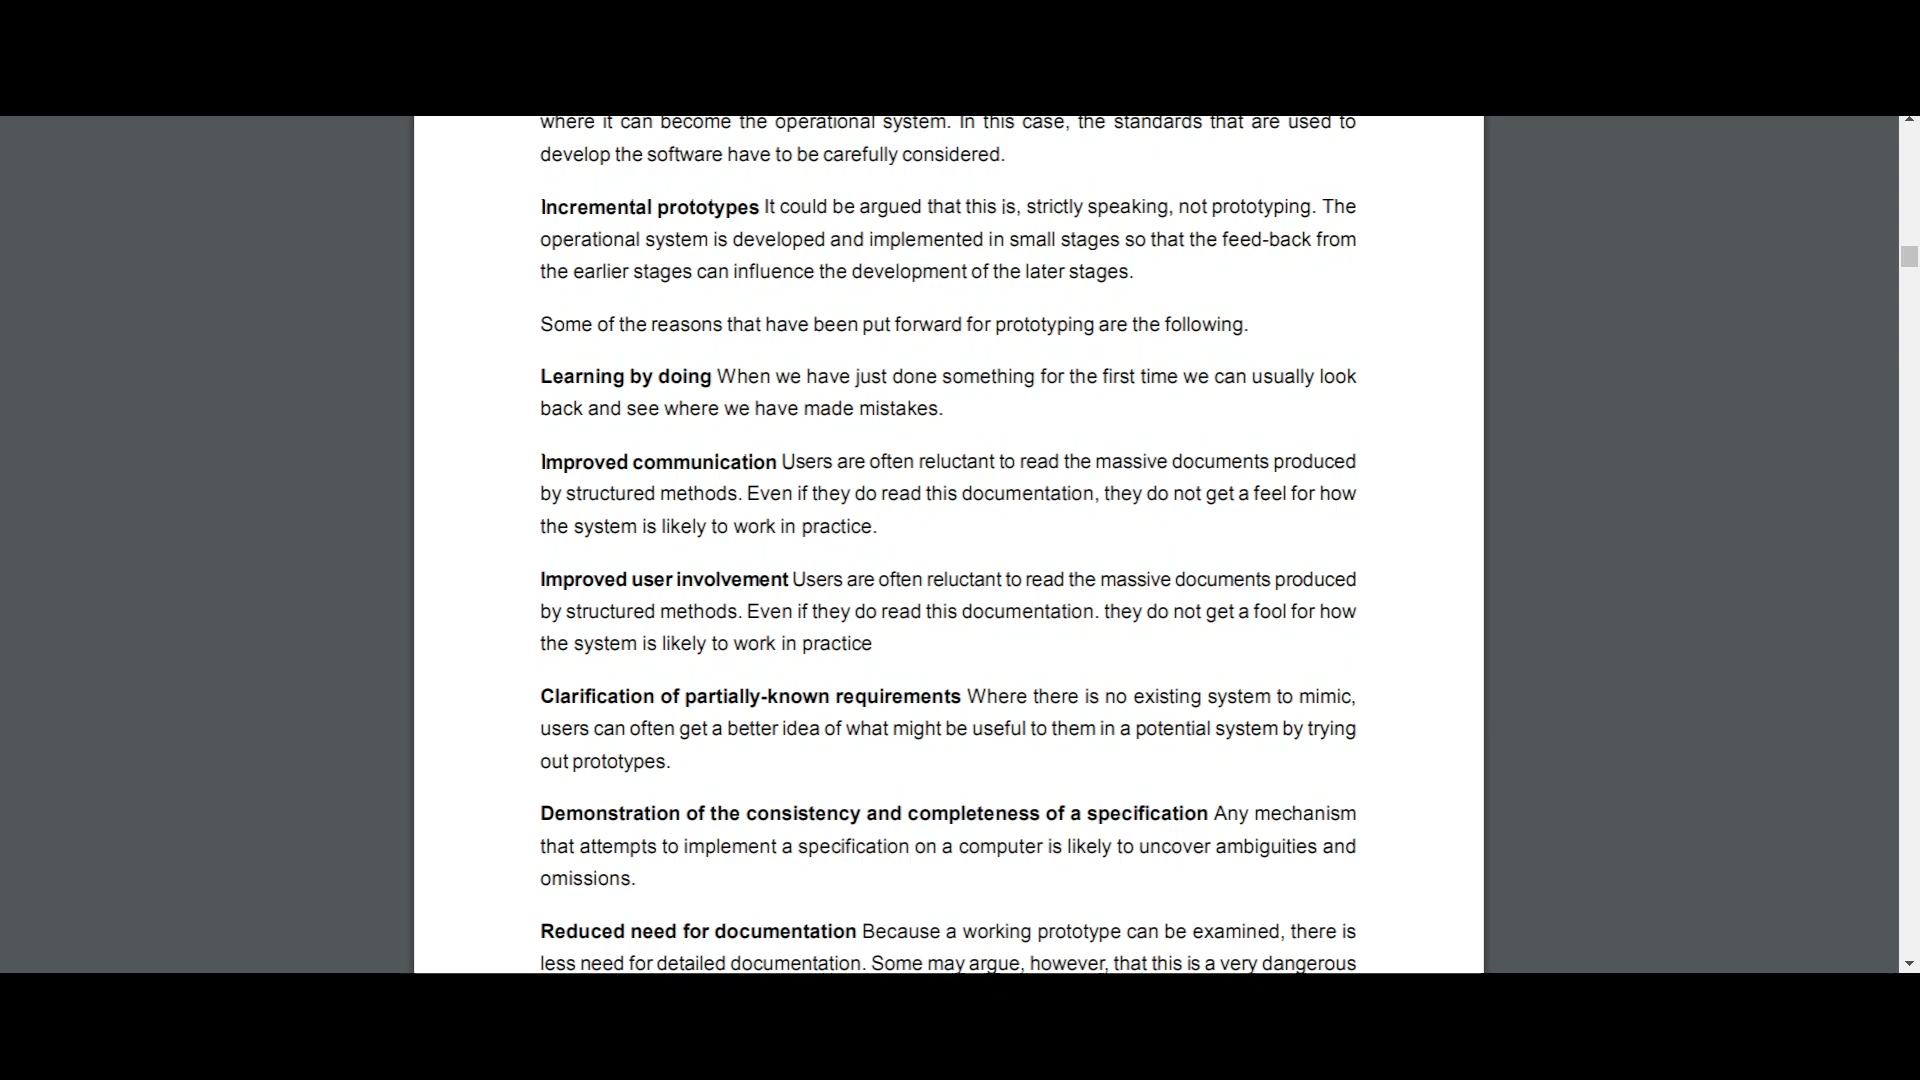 where it can become the operational system. In this case, the standards that are used to
develop the software have to be carefully considered.
Incremental prototypes It could be argued that this is, strictly speaking, not prototyping. The
operational system is developed and implemented in small stages so that the feed-back from
the earlier stages can influence the development of the later stages.
Some of the reasons that have been put forward for prototyping are the following.
Learning by doing When we have just done something for the first time we can usually look
back and see where we have made mistakes.
Improved communication Users are often reluctant to read the massive documents produced
by structured methods. Even if they do read this documentation, they do not get a feel for how
the system is likely to work in practice.
Improved user involvement Users are often reluctant to read the massive documents produced
by structured methods. Even if they do read this documentation. they do not get a fool for how
the system is likely to work in practice
Clarification of partially-known requirements Where there is no existing system to mimic,
users can often get a better idea of what might be useful to them in a potential system by trying
out prototypes.
Demonstration of the consistency and completeness of a specification Any mechanism
that attempts to implement a specification on a computer is likely to uncover ambiguities and
omissions.
Reduced need for documentation Because a working prototype can be examined, there is
less need for detailed documentation. Some may argue, however, that this is a very dangerous